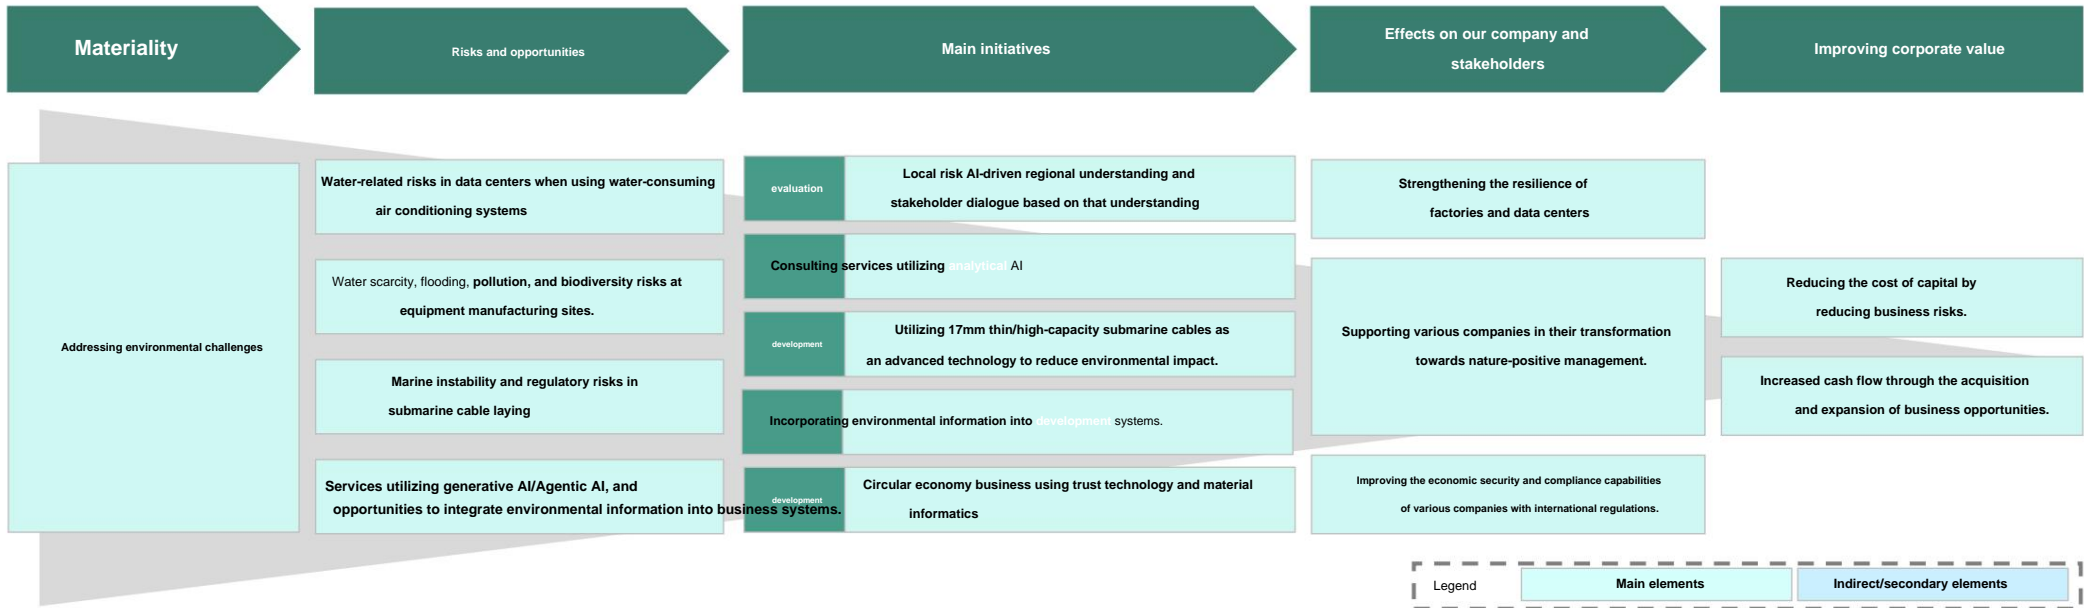 Materiality
Risks and opportunities
Main initiatives
Effects on our company and
stakeholders
Improving corporate value
Addressing environmental challenges
Water-related risks in data centers when using water-consuming
air conditioning systems
Water scarcity, flooding, pollution, and biodiversity risks at
equipment manufacturing sites.
Marine instability and regulatory risks in
submarine cable laying
Services utilizing generative AI/Agentic AI, and
opportunities to integrate environmental information into business systems.
evaluation
Local risk AI-driven regional understanding and
stakeholder dialogue based on that understanding
Consulting services utilizing analytical AI
development
Utilizing 17mm thin/high-capacity submarine cables as
an advanced technology to reduce environmental impact.
Incorporating environmental information into development systems.
development
Circular economy business using trust technology and material
informatics
Strengthening the resilience of
factories and data centers
Supporting various companies in their transformation
towards nature-positive management.
Improving the economic security and compliance capabilities
of various companies with international regulations.
Reducing the cost of capital by
reducing business risks.
Increased cash flow through the acquisition
and expansion of business opportunities.
Legend
Main elements
Indirect/secondary elements